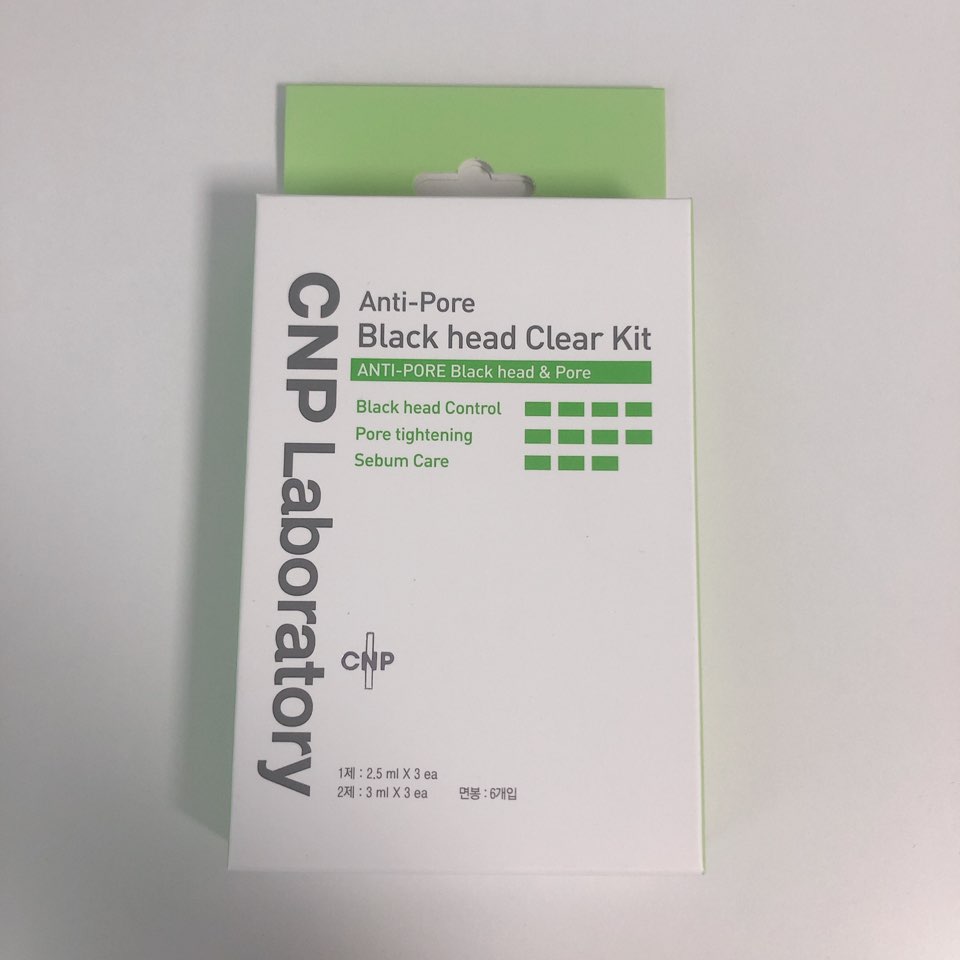 CNP Laboratory
Anti-Pore
Black head Clear Kit
ANTI-PORE Black head & Pore
Black head Control
Pore tightening
Sebum Care
CNP
1제 : 2.5 ml X 3 ea
2제 : 3 ml X 3 ea 면봉 : 6개입